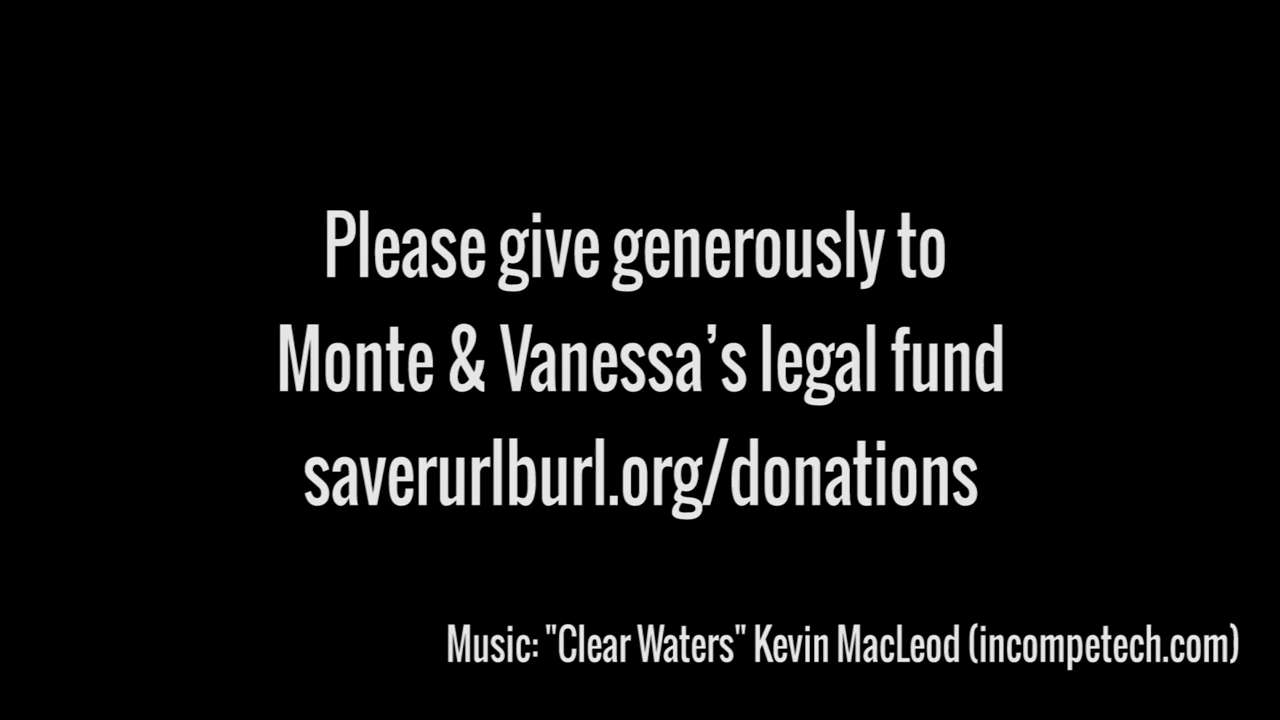 Please give generously to
Monte & Vanessa’s legal fund
saverurlburl.org/donations
Music: "Clear Waters" Kevin MacLeod (incompetech.com)